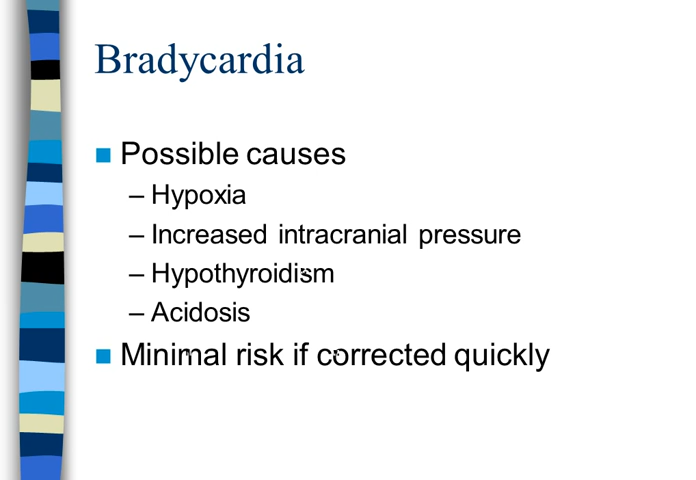 Bradycardia
■ Possible causes
– Hypoxia
– Increased intracranial pressure
– Hypothyroidism
– Acidosis
■ Minimal risk if corrected quickly